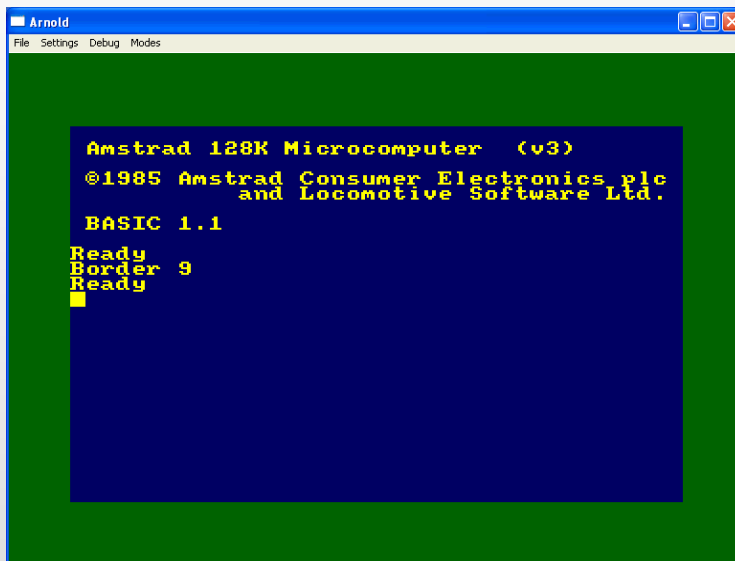 Arnold
File Settings Debug Modes
Amstrad 128K Microcomputer (v3)
©1985 Amstrad Consumer Electronics plc
and Locomotive Software Ltd.
BASIC 1.1
Ready
Border 9
Ready